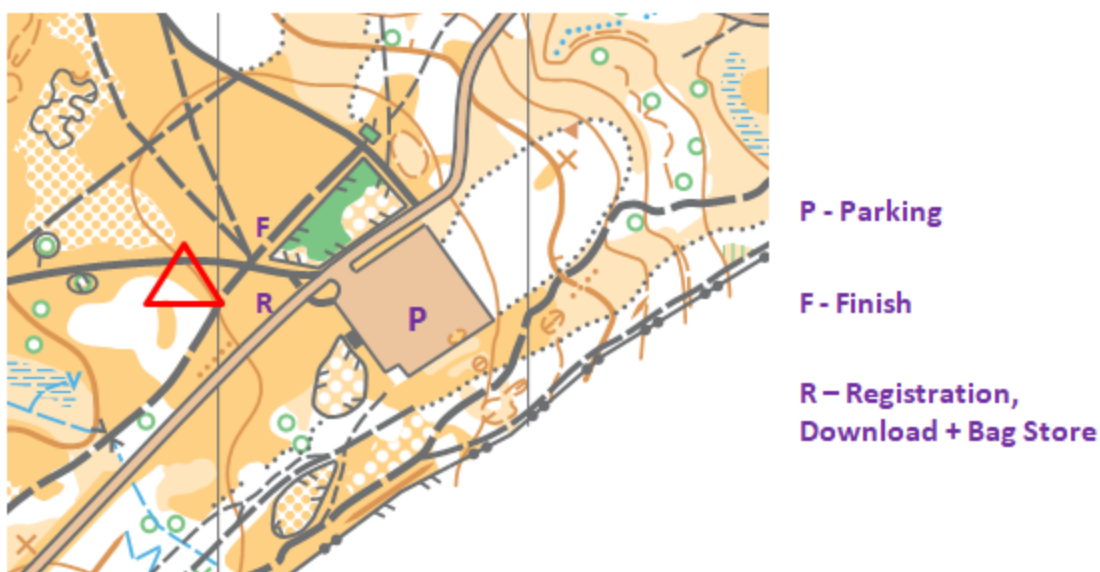 F
R
P
P - Parking
F - Finish
R – Registration,
Download + Bag Store